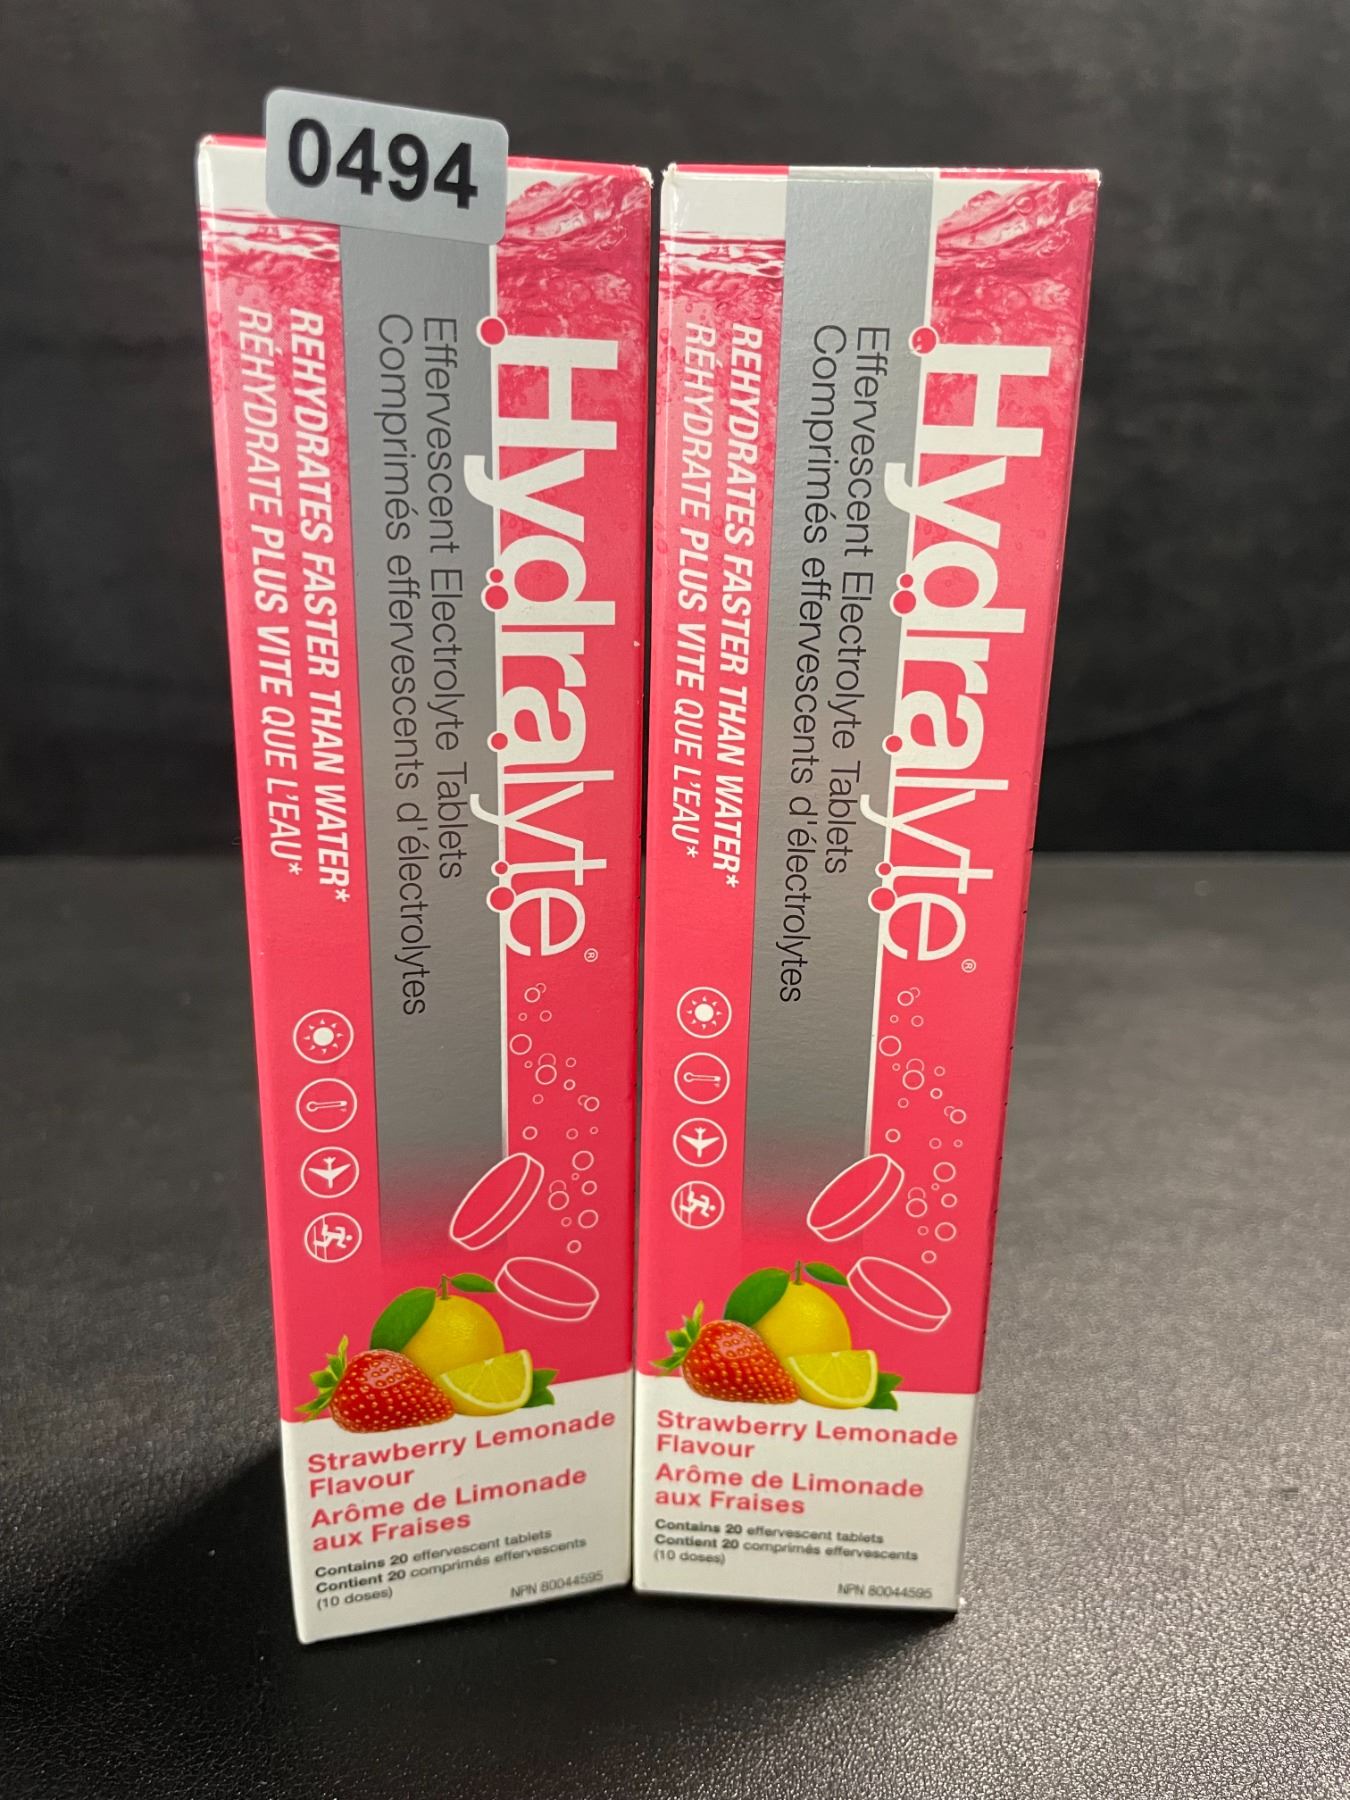 0494
Hydralyte®
Effervescent Electrolyte Tablets
Comprimés effervescents d'électrolytes
REHYDRATES FASTER THAN WATER*
RÉHYDRATE PLUS VITE QUE L'EAU*
Strawberry Lemonade
Flavour
Arôme de Limonade
aux Fraises
Contains 20 effervescent tablets
Contient 20 comprimés effervescents
(10 doses)
NPN 80044595
Hydralyte®
Effervescent Electrolyte Tablets
Comprimés effervescents d'électrolytes
REHYDRATES FASTER THAN WATER*
RÉHYDRATE PLUS VITE QUE L'EAU*
Strawberry Lemonade
Flavour
Arôme de Limonade
aux Fraises
Contains 20 effervescent tablets
Contient 20 comprimés effervescents
(10 doses)
NPN 80044595